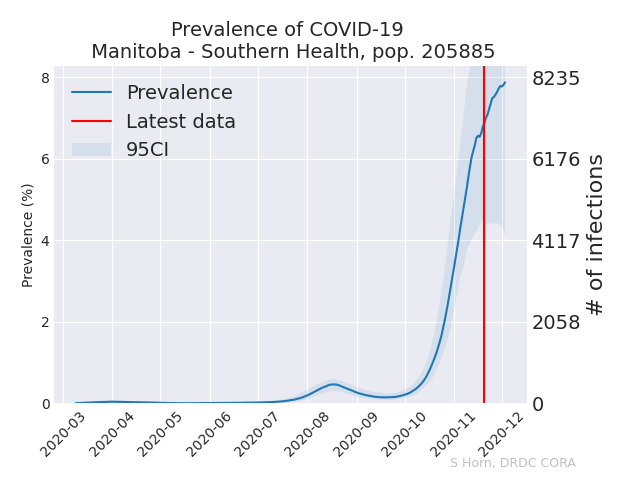 Prevalence of COVID-19
Manitoba - Southern Health, pop. 205885
Prevalence
Latest data
95CI
Prevalence (%)
8
6
4
2
0
8235
6176
4117
2058
0
# of infections
2020-03
2020-04
2020-05
2020-06
2020-07
2020-08
2020-09
2020-10
2020-11
2020-12
S Horn, DRDC CORA